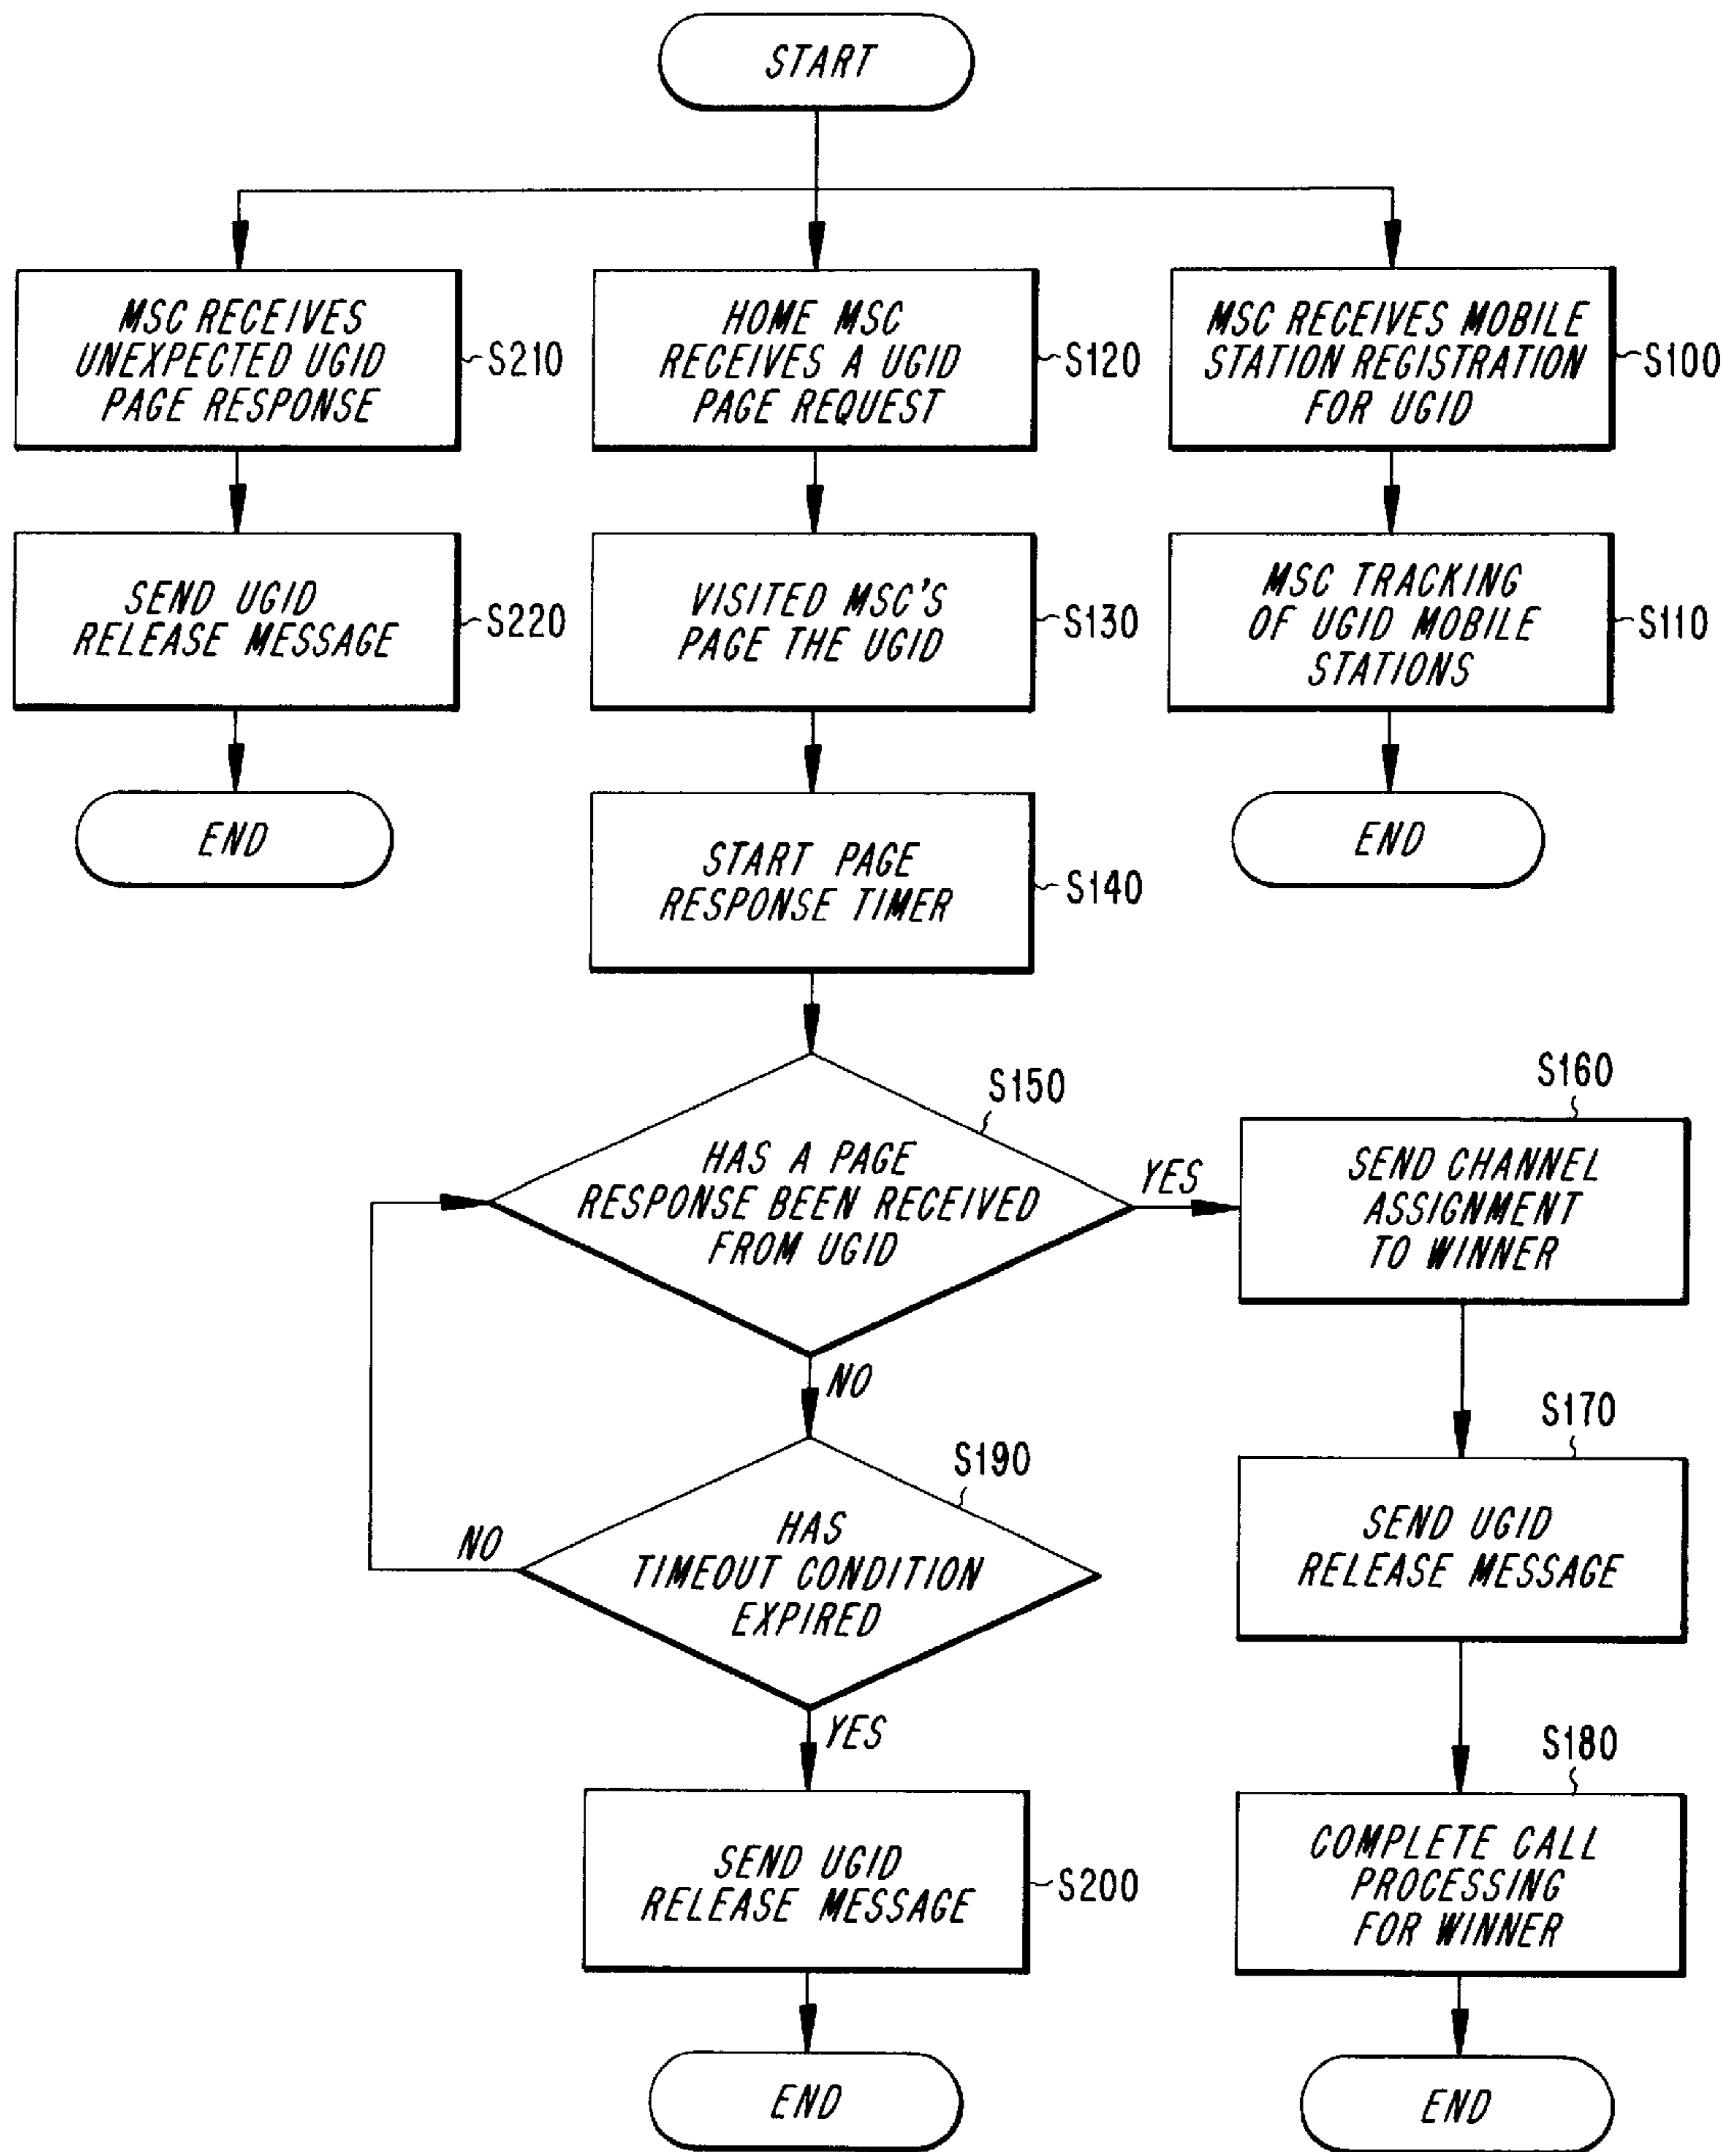 START
MSC RECEIVES
UNEXPECTED UGID
PAGE RESPONSE
S210
HOME MSC
RECEIVES A UGID
PAGE REQUEST
S120
MSC RECEIVES MOBILE
STATION REGISTRATION
FOR UGID
S100
SEND UGID
RELEASE MESSAGE
S220
VISITED MSC'S
PAGE THE UGID
S130
MSC TRACKING
OF UGID MOBILE
STATIONS
S110
END
START PAGE
RESPONSE TIMER
S140
END
S150
HAS A PAGE
RESPONSE BEEN RECEIVED
FROM UGID
YES
NO
S160
SEND CHANNEL
ASSIGNMENT
TO WINNER
S190
HAS
TIMEOUT CONDITION
EXPIRED
NO
YES
S170
SEND UGID
RELEASE MESSAGE
SEND UGID
RELEASE MESSAGE
S200
S180
COMPLETE CALL
PROCESSING
FOR WINNER
END
END